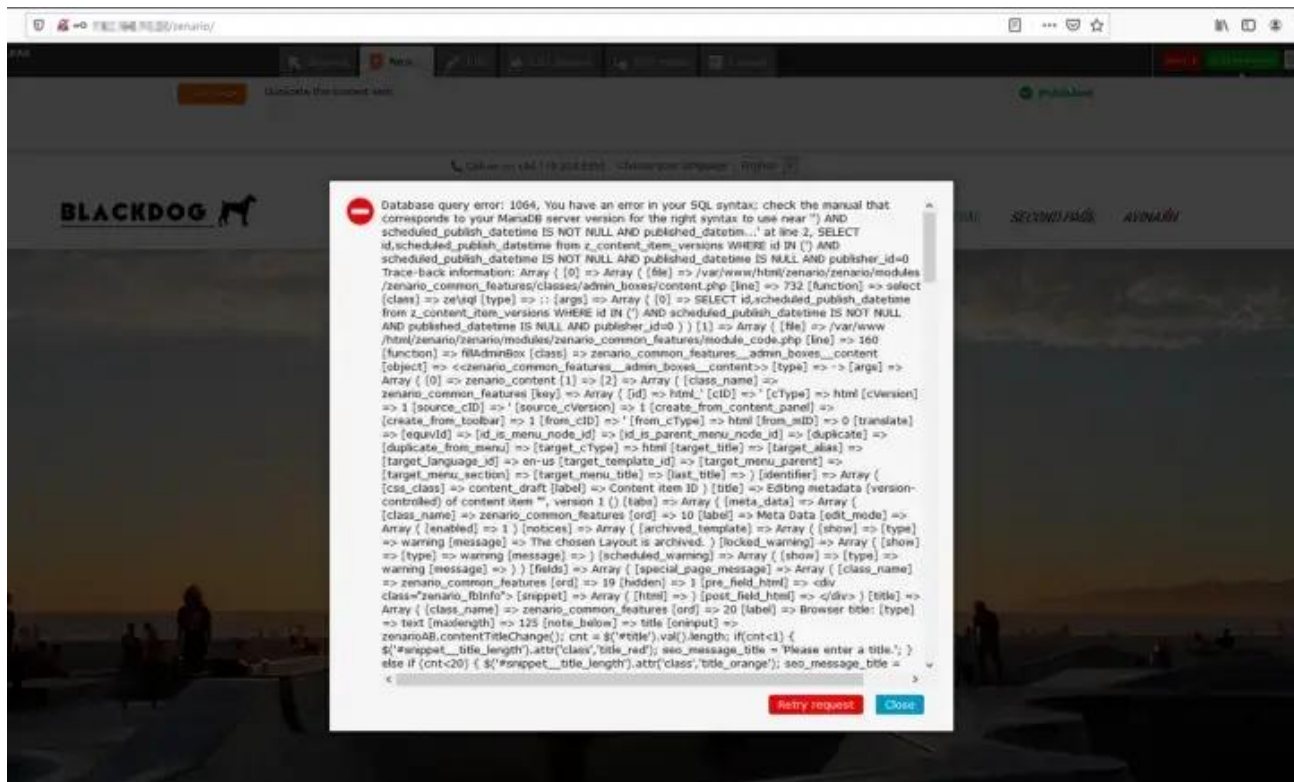 /zenario/
Duplicate this content item
Published
BLACKDOG
SECOND PAGE
AVINASH
Database query error: 1064, You have an error in your SQL syntax; check the manual that
corresponds to your MariaDB server version for the right syntax to use near '') AND
scheduled_publish_datetime IS NOT NULL AND published_datetim...' at line 2, SELECT
id,scheduled_publish_datetime from z_content_item_versions WHERE id IN (') AND
scheduled_publish_datetime IS NOT NULL AND published_datetime IS NULL AND publisher_id=0
Trace-back information: Array ( [0] => Array ( [file] => /var/www/html/zenario/zenario/modules
/zenario_common_features/classes/admin_boxes/content.php [line] => 732 [function] => select
[class] => ze\sql [type] => :: [args] => Array ( [0] => SELECT id,scheduled_publish_datetime
from z_content_item_versions WHERE id IN (') AND scheduled_publish_datetime IS NOT NULL
AND published_datetime IS NULL AND publisher_id=0 ) ) [1] => Array ( [file] => /var/www
/html/zenario/zenario/modules/zenario_common_features/module_code.php [line] => 160
[function] => fillAdminBox [class] => zenario_common_features__admin_boxes__content
[object] => <<zenario_common_features__admin_boxes__content>> [type] => -> [args] =>
Array ( [0] => zenario_content [1] => [2] => Array ( [class_name] =>
zenario_common_features [key] => Array ( [id] => html_' [cID] => ' [cType] => html [cVersion]
=> 1 [source_cID] => ' [source_cVersion] => 1 [create_from_content_panel] =>
[create_from_toolbar] => 1 [from_cID] => ' [from_cType] => html [from_mID] => 0 [translate]
=> [equivId] => [id_is_menu_node_id] => [id_is_parent_menu_node_id] => [duplicate] =>
[duplicate_from_menu] => [target_cType] => html [target_title] => [target_alias] =>
[target_language_id] => en-us [target_template_id] => [target_menu_parent] =>
[target_menu_section] => [target_menu_title] => [last_title] => ) [identifier] => Array (
[css_class] => content_draft [label] => Content item ID ) [title] => Editing metadata (version-
controlled) of content item "", version 1 () [tabs] => Array ( [meta_data] => Array (
[class_name] => zenario_common_features [ord] => 10 [label] => Meta Data [edit_mode] =>
Array ( [enabled] => 1 ) [notices] => Array ( [archived_template] => Array ( [show] => [type]
=> warning [message] => The chosen Layout is archived. ) [locked_warning] => Array ( [show]
=> [type] => warning [message] => ) [scheduled_warning] => Array ( [show] => [type] =>
warning [message] => ) ) [fields] => Array ( [special_page_message] => Array ( [class_name]
=> zenario_common_features [ord] => 19 [hidden] => 1 [pre_field_html] => <div
class="zenario_fbInfo"> [snippet] => Array ( [html] => ) [post_field_html] => </div> ) [title] =>
Array ( [class_name] => zenario_common_features [ord] => 20 [label] => Browser title: [type]
=> text [maxlength] => 125 [note_below] => title [oninput] =>
zenarioAB.contentTitleChange(); cnt = $('#title').val().length; if(cnt<1) {
$('#snippet__title_length').attr('class','title_red'); seo_message_title = 'Please enter a title.'; }
else if (cnt<20) { $('#snippet__title_length').attr('class','title_orange'); seo_message_title =
Retry request
Close